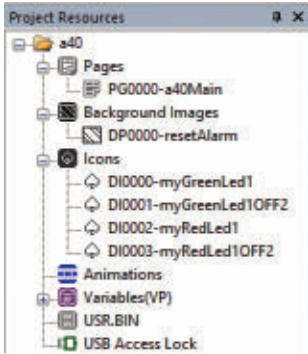 Project Resources
a40
Pages
PG0000-a40Main
Background Images
DP0000-resetAlarm
Icons
DI0000-myGreenLed1
DI0001-myGreenLed1OFF2
DI0002-myRedLed1
DI0003-myRedLed1OFF2
Animations
Variables(VP)
USR.BIN
USB Access Lock